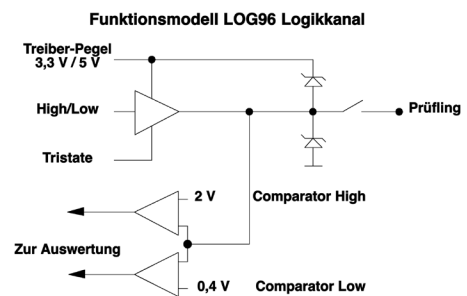 Funktionsmodell LOG96 Logikkanal
Treiber-Pegel
3,3 V / 5 V
High/Low
Prüfling
Tristate
2 V
Comparator High
Zur Auswertung
0,4 V
Comparator Low